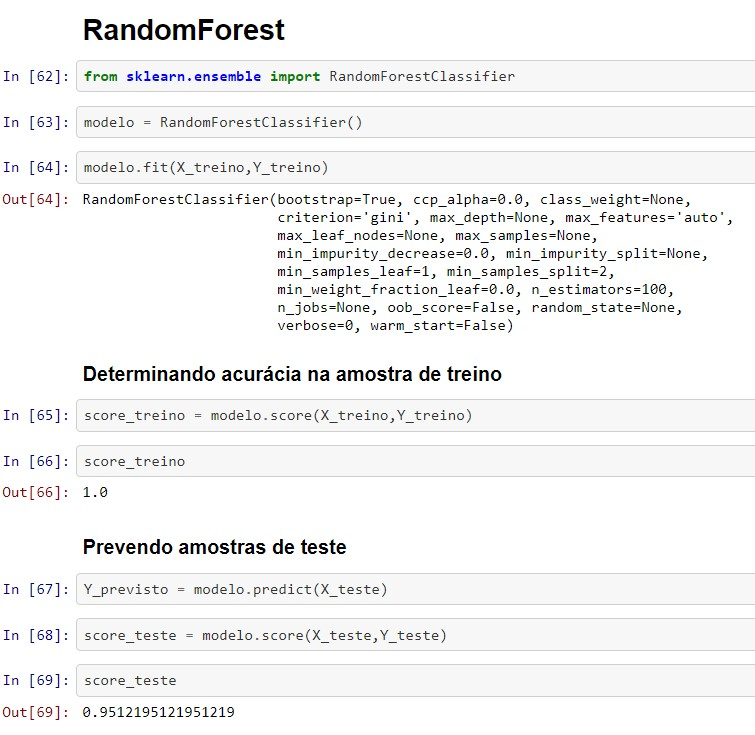 RandomForest
In [62]: from sklearn.ensemble import RandomForestClassifier
In [63]: modelo = RandomForestClassifier()
In [64]: modelo.fit(X_treino,Y_treino)
Out[64]: RandomForestClassifier(bootstrap=True, ccp_alpha=0.0, class_weight=None,
criterion='gini', max_depth=None, max_features='auto',
max_leaf_nodes=None, max_samples=None,
min_impurity_decrease=0.0, min_impurity_split=None,
min_samples_leaf=1, min_samples_split=2,
min_weight_fraction_leaf=0.0, n_estimators=100,
n_jobs=None, oob_score=False, random_state=None,
verbose=0, warm_start=False)
Determinando acurácia na amostra de treino
In [65]: score_treino = modelo.score(X_treino,Y_treino)
In [66]: score_treino
Out[66]: 1.0
Prevendo amostras de teste
In [67]: Y_previsto = modelo.predict(X_teste)
In [68]: score_teste = modelo.score(X_teste,Y_teste)
In [69]: score_teste
Out[69]: 0.9512195121951219